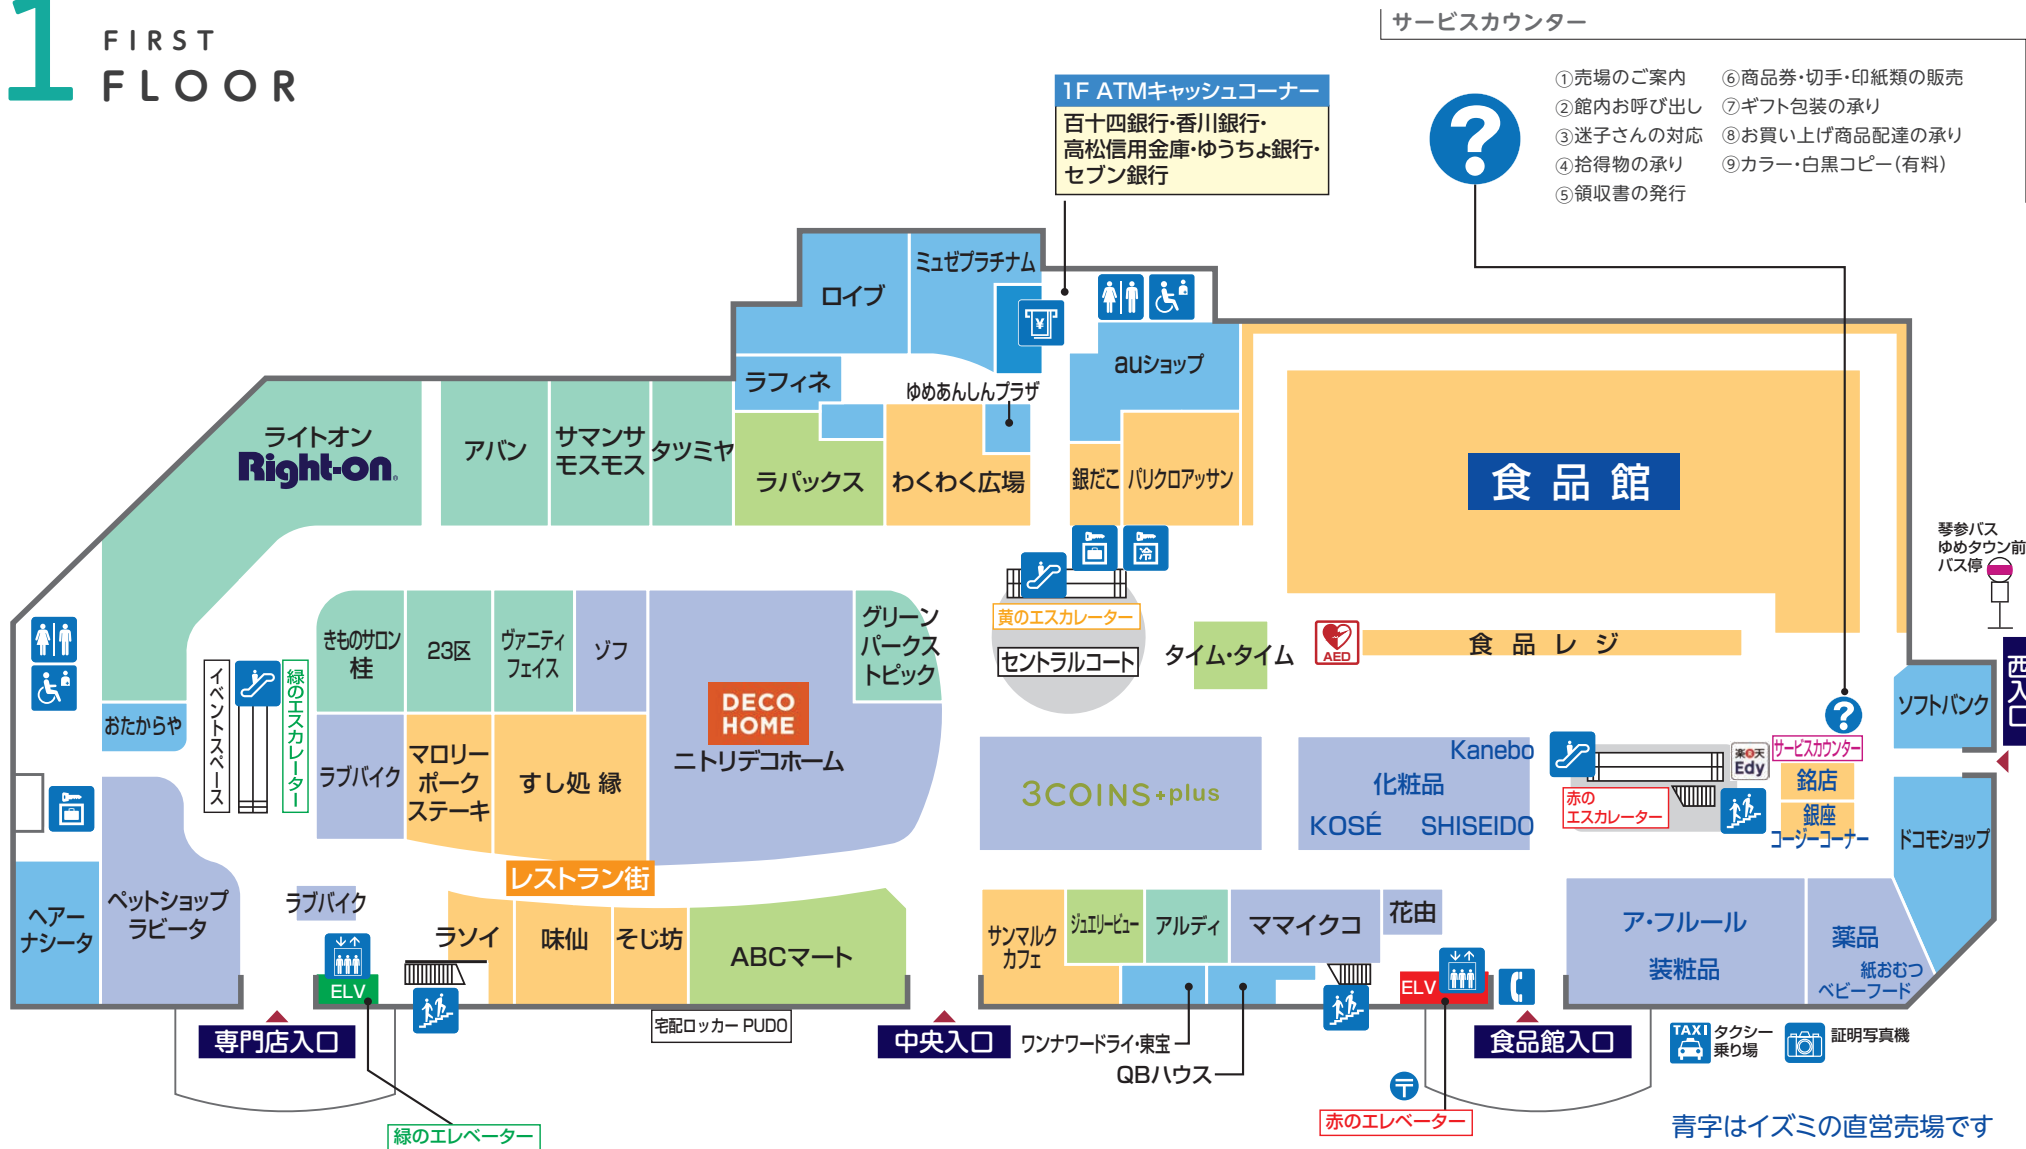 1 FIRST
FLOOR
サービスカウンター
①売場のご案内
②館内お呼び出し
③迷子さんの対応
④拾得物の承り
⑤領収書の発行
⑥商品券・切手・印紙類の販売
⑦ギフト包装の承り
⑧お買い上げ商品配達の承り
⑨カラー・白黒コピー(有料)
?
1F ATMキャッシュコーナー
百十四銀行・香川銀行・
高松信用金庫・ゆうちょ銀行・
セブン銀行
ロイブ
ミュゼプラチナム
¥
ラフィネ
ゆめあんしんプラザ
auショップ
ライトオン
Right-on.
アバン
サマンサ
モスモス
タツミヤ
ラパックス
わくわく広場
銀だこ
パリクロアッサン
食品館
冷
琴参バス
ゆめタウン前
バス停
黄のエスカレーター
セントラルコート
タイム・タイム
AED
食品レジ
西入口
きものサロン
桂
23区
ヴァニティ
フェイス
ゾフ
グリーン
パークス
トピック
DECO
HOME
ニトリデコホーム
イベントスペース
緑のエスカレーター
おたからや
ラブバイク
マロリー
ポーク
ステーキ
すし処 縁
3COINS+plus
Kanebo
化粧品
KOSÉ
SHISEIDO
楽天
Edy
?
サービスカウンター
銘店
銀座
コージーコーナー
赤の
エスカレーター
ソフトバンク
ドコモショップ
レストラン街
ヘアー
ナシータ
ペットショップ
ラビータ
ラブバイク
ラソイ
味仙
そじ坊
ABCマート
サンマルク
カフェ
ジュエリービュー
アルディ
ママイクコ
花由
ア・フルール
装粧品
薬品
紙おむつ
ベビーフード
ELV
ELV
専門店入口
宅配ロッカー PUDO
中央入口
ワンナワードライ・東宝
QBハウス
食品館入口
TAXI
タクシー
乗り場
証明写真機
〒
緑のエレベーター
赤のエレベーター
青字はイズミの直営売場です